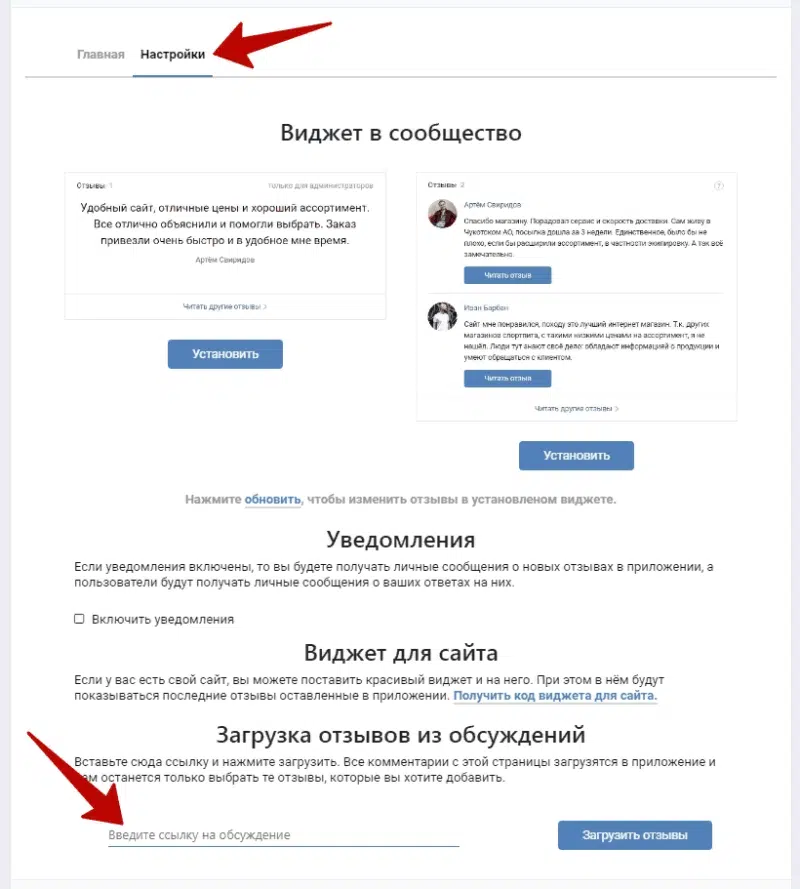 Главная Настройки
Виджет в сообщество
Отзывы 1 только для администраторов
Удобный сайт, отличные цены и хороший ассортимент.
Все отлично объяснили и помогли выбрать. Заказ
привезли очень быстро и в удобное мне время.
Артём Свиридов
Читать другие отзывы >
Установить
Отзывы 2 ?
Артём Свиридов
Спасибо магазину. Порадовал сервис и скорость доставки. Сам живу в
Чукотском АО, посылка дошла за 3 недели. Единственное, было бы не
плохо, если бы расширили ассортимент, в частности экипировку. А так всё
замечательно.
Читать отзыв
Иван Барбен
Сайт мне понравился, походу это лучший интернет магазин. Т.к. других
магазинов спортпита, с такими низкими ценами на ассортимент, я не
нашёл. Люди тут знают своё дело: обладают информацией о продукции и
умеют обращаться с клиентом.
Читать отзыв
Читать другие отзывы >
Установить
Нажмите обновить, чтобы изменить отзывы в установленом виджете.
Уведомления
Если уведомления включены, то вы будете получать личные сообщения о новых отзывах в приложении, а
пользователи будут получать личные сообщения о ваших ответах на них.
Включить уведомления
Виджет для сайта
Если у вас есть свой сайт, вы можете поставить красивый виджет и на него. При этом в нём будут
показываться последние отзывы оставленные в приложении. Получить код виджета для сайта.
Загрузка отзывов из обсуждений
Вставьте сюда ссылку и нажмите загрузить. Все комментарии с этой страницы загрузятся в приложение и
останется только выбрать те отзывы, которые вы хотите добавить.
Введите ссылку на обсуждение
Загрузить отзывы